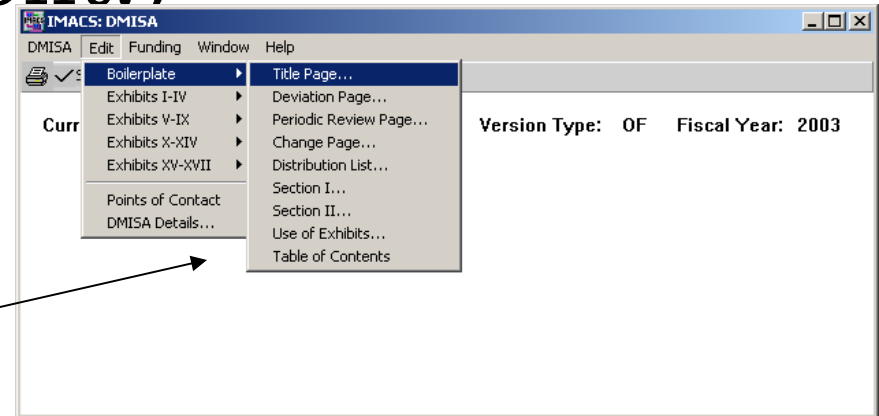 IMACS: DMISA
DMISA Edit Funding Window Help
Boilerplate
Exhibits I-IV
Exhibits V-IX
Exhibits X-XIV
Exhibits XV-XVII
Points of Contact
DMISA Details...
Title Page...
Deviation Page...
Periodic Review Page...
Change Page...
Distribution List...
Section I...
Section II...
Use of Exhibits...
Table of Contents
Curr
Version Type: OF Fiscal Year: 2003